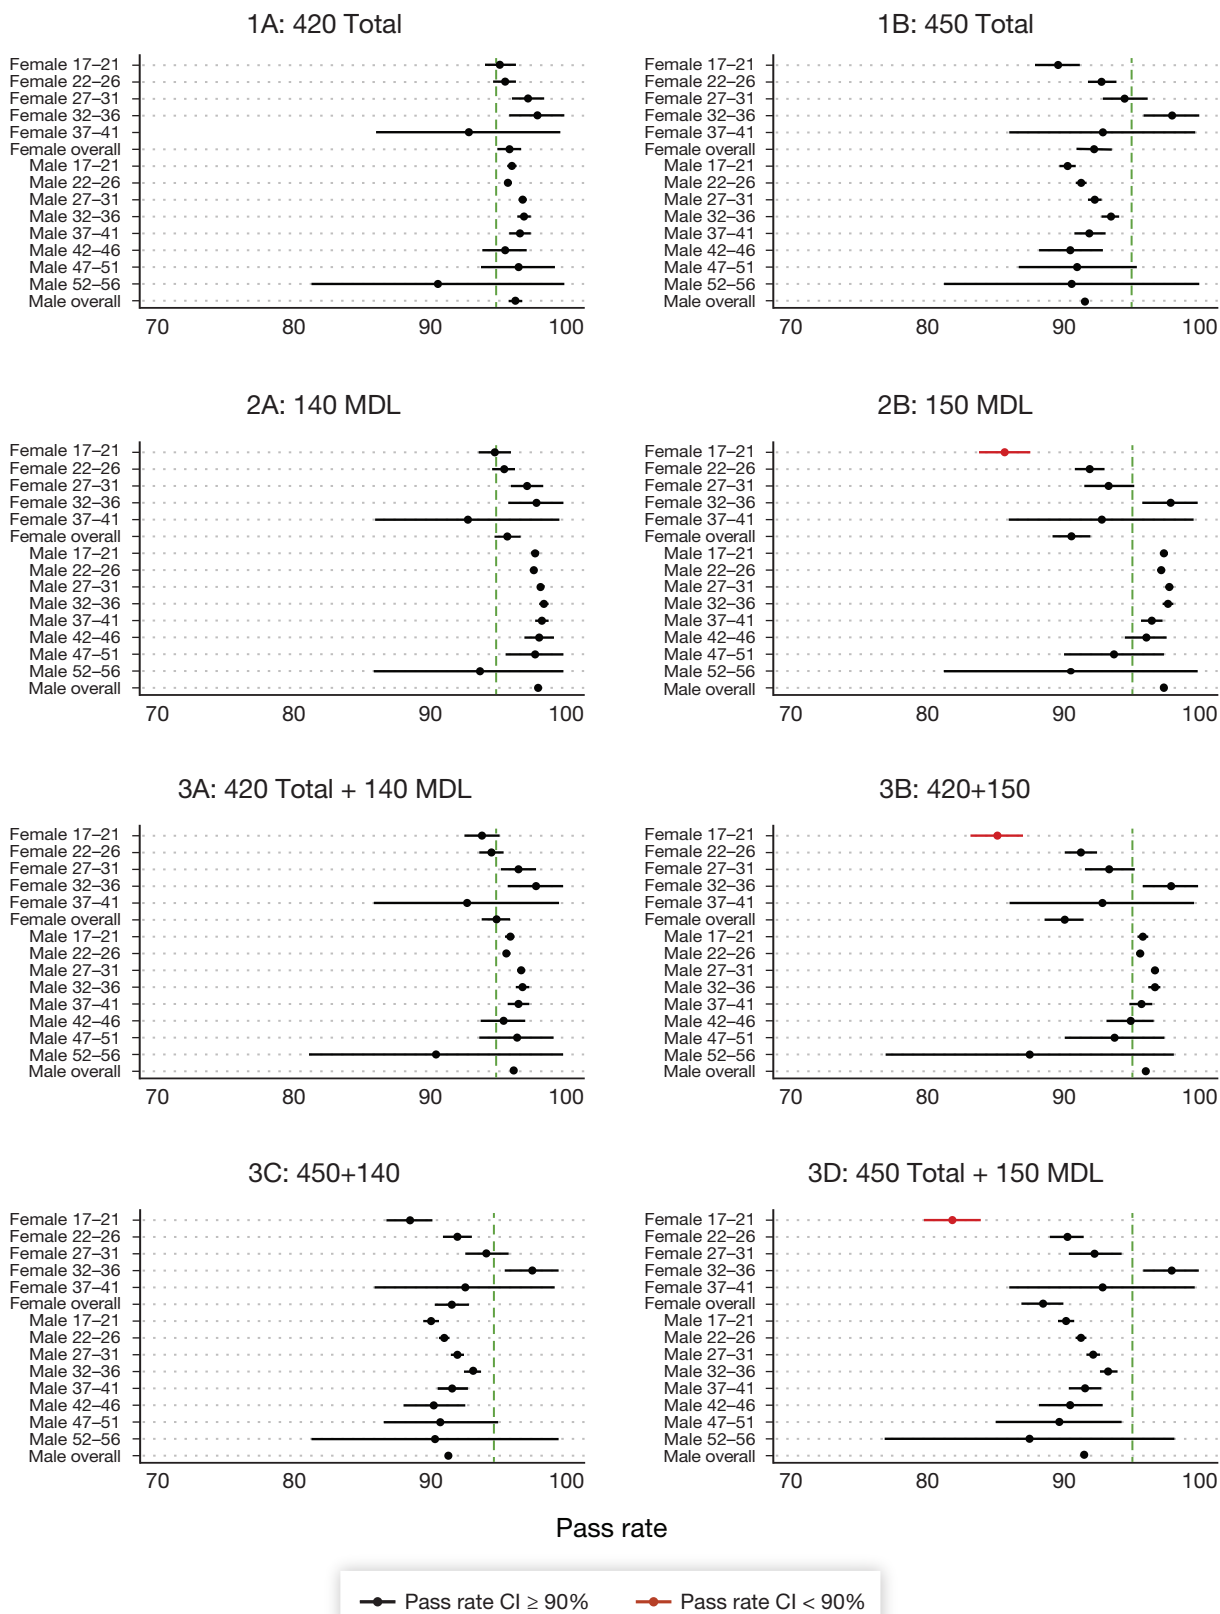 1A: 420 Total
Female 17–21
Female 22–26
Female 27–31
Female 32–36
Female 37–41
Female overall
Male 17–21
Male 22–26
Male 27–31
Male 32–36
Male 37–41
Male 42–46
Male 47–51
Male 52–56
Male overall
70 80 90 100
1B: 450 Total
Female 17–21
Female 22–26
Female 27–31
Female 32–36
Female 37–41
Female overall
Male 17–21
Male 22–26
Male 27–31
Male 32–36
Male 37–41
Male 42–46
Male 47–51
Male 52–56
Male overall
70 80 90 100
2A: 140 MDL
Female 17–21
Female 22–26
Female 27–31
Female 32–36
Female 37–41
Female overall
Male 17–21
Male 22–26
Male 27–31
Male 32–36
Male 37–41
Male 42–46
Male 47–51
Male 52–56
Male overall
70 80 90 100
2B: 150 MDL
Female 17–21
Female 22–26
Female 27–31
Female 32–36
Female 37–41
Female overall
Male 17–21
Male 22–26
Male 27–31
Male 32–36
Male 37–41
Male 42–46
Male 47–51
Male 52–56
Male overall
70 80 90 100
3A: 420 Total + 140 MDL
Female 17–21
Female 22–26
Female 27–31
Female 32–36
Female 37–41
Female overall
Male 17–21
Male 22–26
Male 27–31
Male 32–36
Male 37–41
Male 42–46
Male 47–51
Male 52–56
Male overall
70 80 90 100
3B: 420+150
Female 17–21
Female 22–26
Female 27–31
Female 32–36
Female 37–41
Female overall
Male 17–21
Male 22–26
Male 27–31
Male 32–36
Male 37–41
Male 42–46
Male 47–51
Male 52–56
Male overall
70 80 90 100
3C: 450+140
Female 17–21
Female 22–26
Female 27–31
Female 32–36
Female 37–41
Female overall
Male 17–21
Male 22–26
Male 27–31
Male 32–36
Male 37–41
Male 42–46
Male 47–51
Male 52–56
Male overall
70 80 90 100
3D: 450 Total + 150 MDL
Female 17–21
Female 22–26
Female 27–31
Female 32–36
Female 37–41
Female overall
Male 17–21
Male 22–26
Male 27–31
Male 32–36
Male 37–41
Male 42–46
Male 47–51
Male 52–56
Male overall
70 80 90 100
Pass rate
Pass rate CI ≥ 90% Pass rate CI < 90%